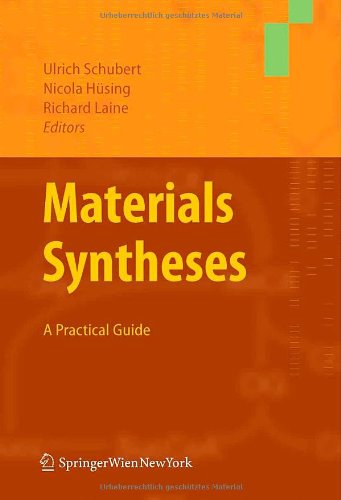 Urheberrechtlich geschütztes Material
Ulrich Schubert
Nicola Hüsing
Richard Laine
Editors
Materials
Syntheses
A Practical Guide
SpringerWienNewYork
Urheberrechtlich geschütztes Material